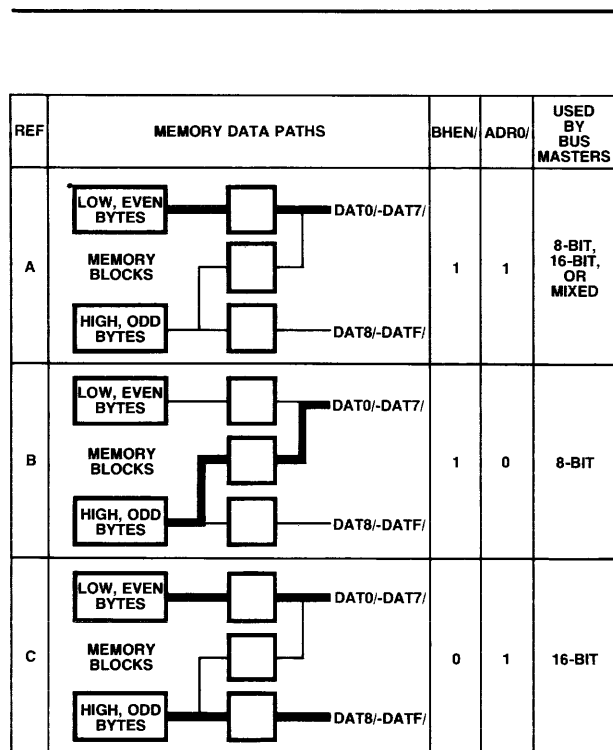 REF
MEMORY DATA PATHS
BHEN/
ADR0/
USED
BY
BUS
MASTERS
A
LOW, EVEN
BYTES
DAT0/-DAT7/
MEMORY
BLOCKS
HIGH, ODD
BYTES
DAT8/-DATF/
1
1
8-BIT,
16-BIT,
OR
MIXED
B
LOW, EVEN
BYTES
DAT0/-DAT7/
MEMORY
BLOCKS
HIGH, ODD
BYTES
DAT8/-DATF/
1
0
8-BIT
C
LOW, EVEN
BYTES
DAT0/-DAT7/
MEMORY
BLOCKS
HIGH, ODD
BYTES
DAT8/-DATF/
0
1
16-BIT